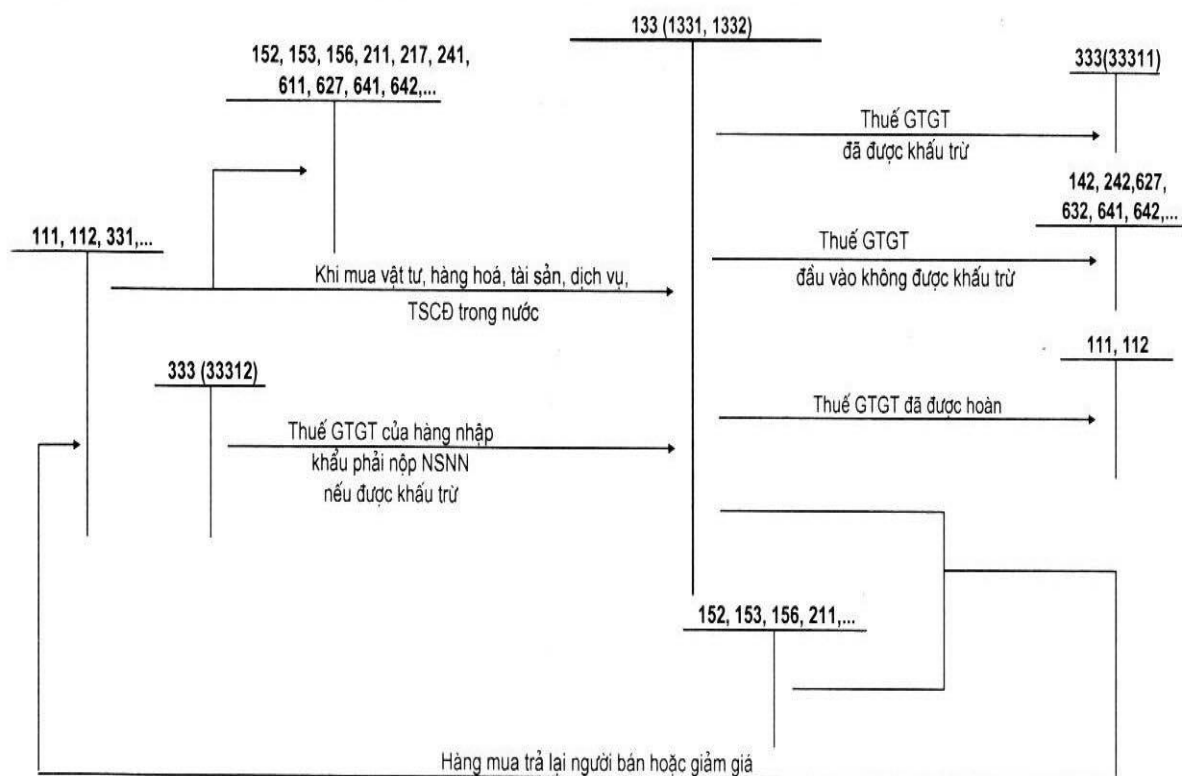 133 (1331, 1332)
152, 153, 156, 211, 217, 241,
611, 627, 641, 642,...
333(33311)
Thuế GTGT
đã được khấu trừ
142, 242,627,
632, 641, 642,...
111, 112, 331,...
Thuế GTGT
đầu vào không được khấu trừ
Khi mua vật tư, hàng hoá, tài sản, dịch vụ,
TSCĐ trong nước
111, 112
333 (33312)
Thuế GTGT đã được hoàn
Thuế GTGT của hàng nhập
khẩu phải nộp NSNN
nếu được khấu trừ
152, 153, 156, 211,...
Hàng mua trả lại người bán hoặc giảm giá